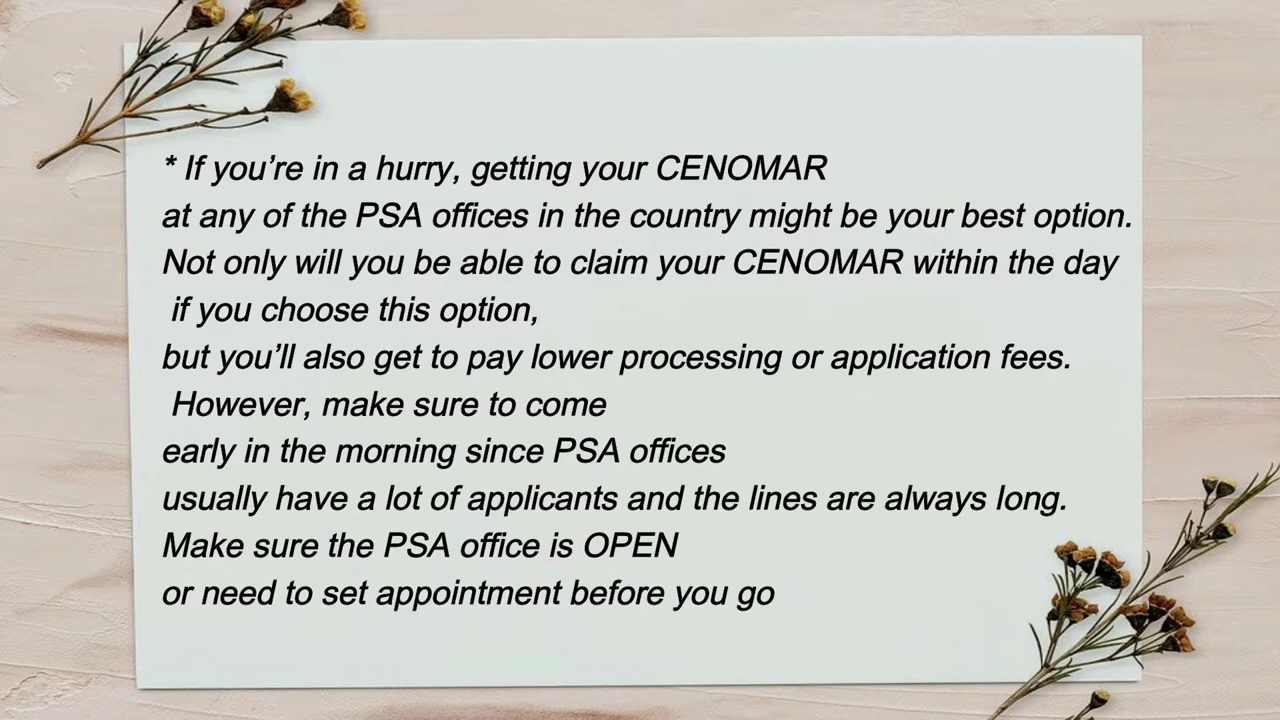 * If you’re in a hurry, getting your CENOMAR
at any of the PSA offices in the country might be your best option.
Not only will you be able to claim your CENOMAR within the day
if you choose this option,
but you’ll also get to pay lower processing or application fees.
However, make sure to come
early in the morning since PSA offices
usually have a lot of applicants and the lines are always long.
Make sure the PSA office is OPEN
or need to set appointment before you go